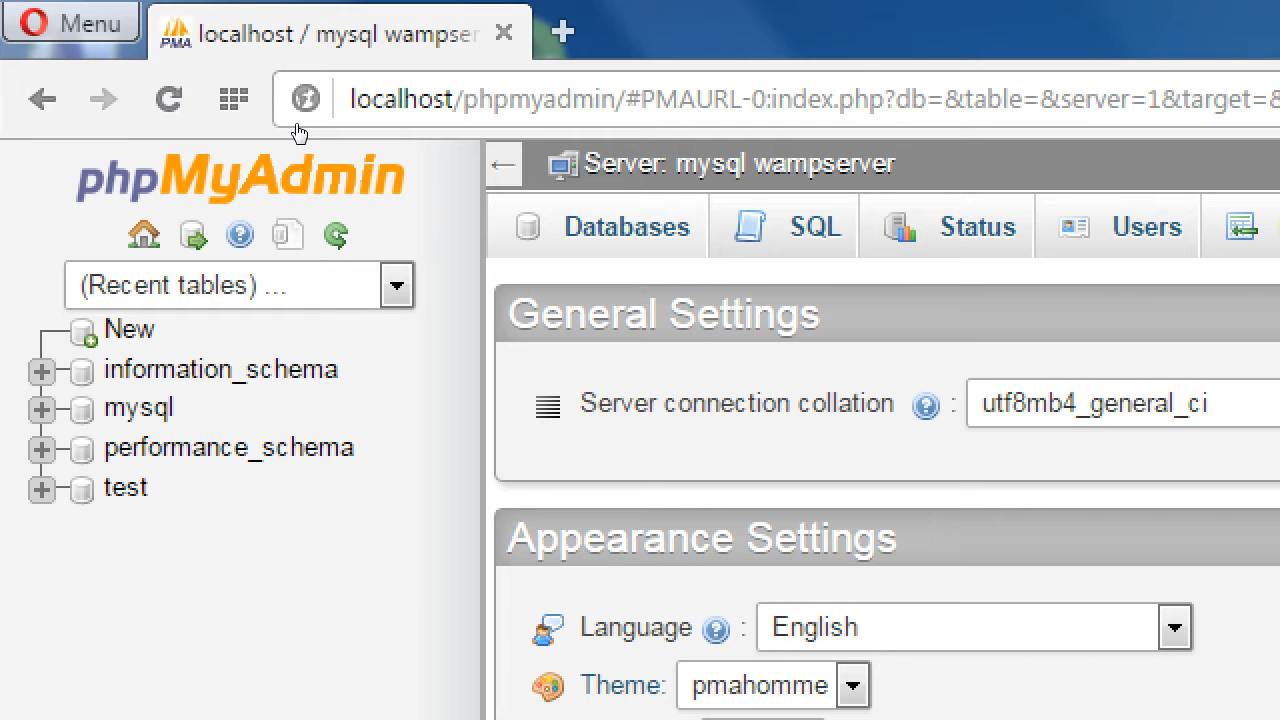 Menu
localhost / mysql wampser
localhost/phpmyadmin/#PMAURL-0:index.php?db=&table=&server=1&target=&
phpMyAdmin
(Recent tables) ...
New
information_schema
mysql
performance_schema
test
Server: mysql wampserver
Databases
SQL
Status
Users
General Settings
Server connection collation :
utf8mb4_general_ci
Appearance Settings
Language :
English
Theme:
pmahomme